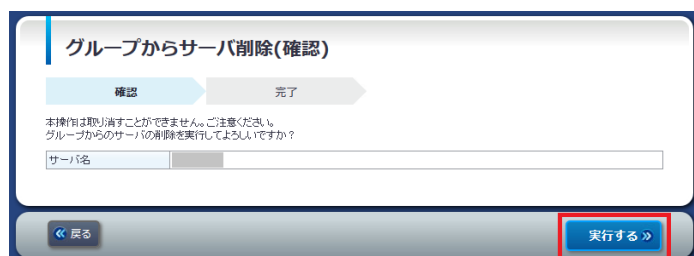 グループからサーバ削除(確認)
確認 完了
本操作は取り消すことができません。ご注意ください。
グループからのサーバの削除を実行してよろしいですか？
サーバ名
戻る 実行する